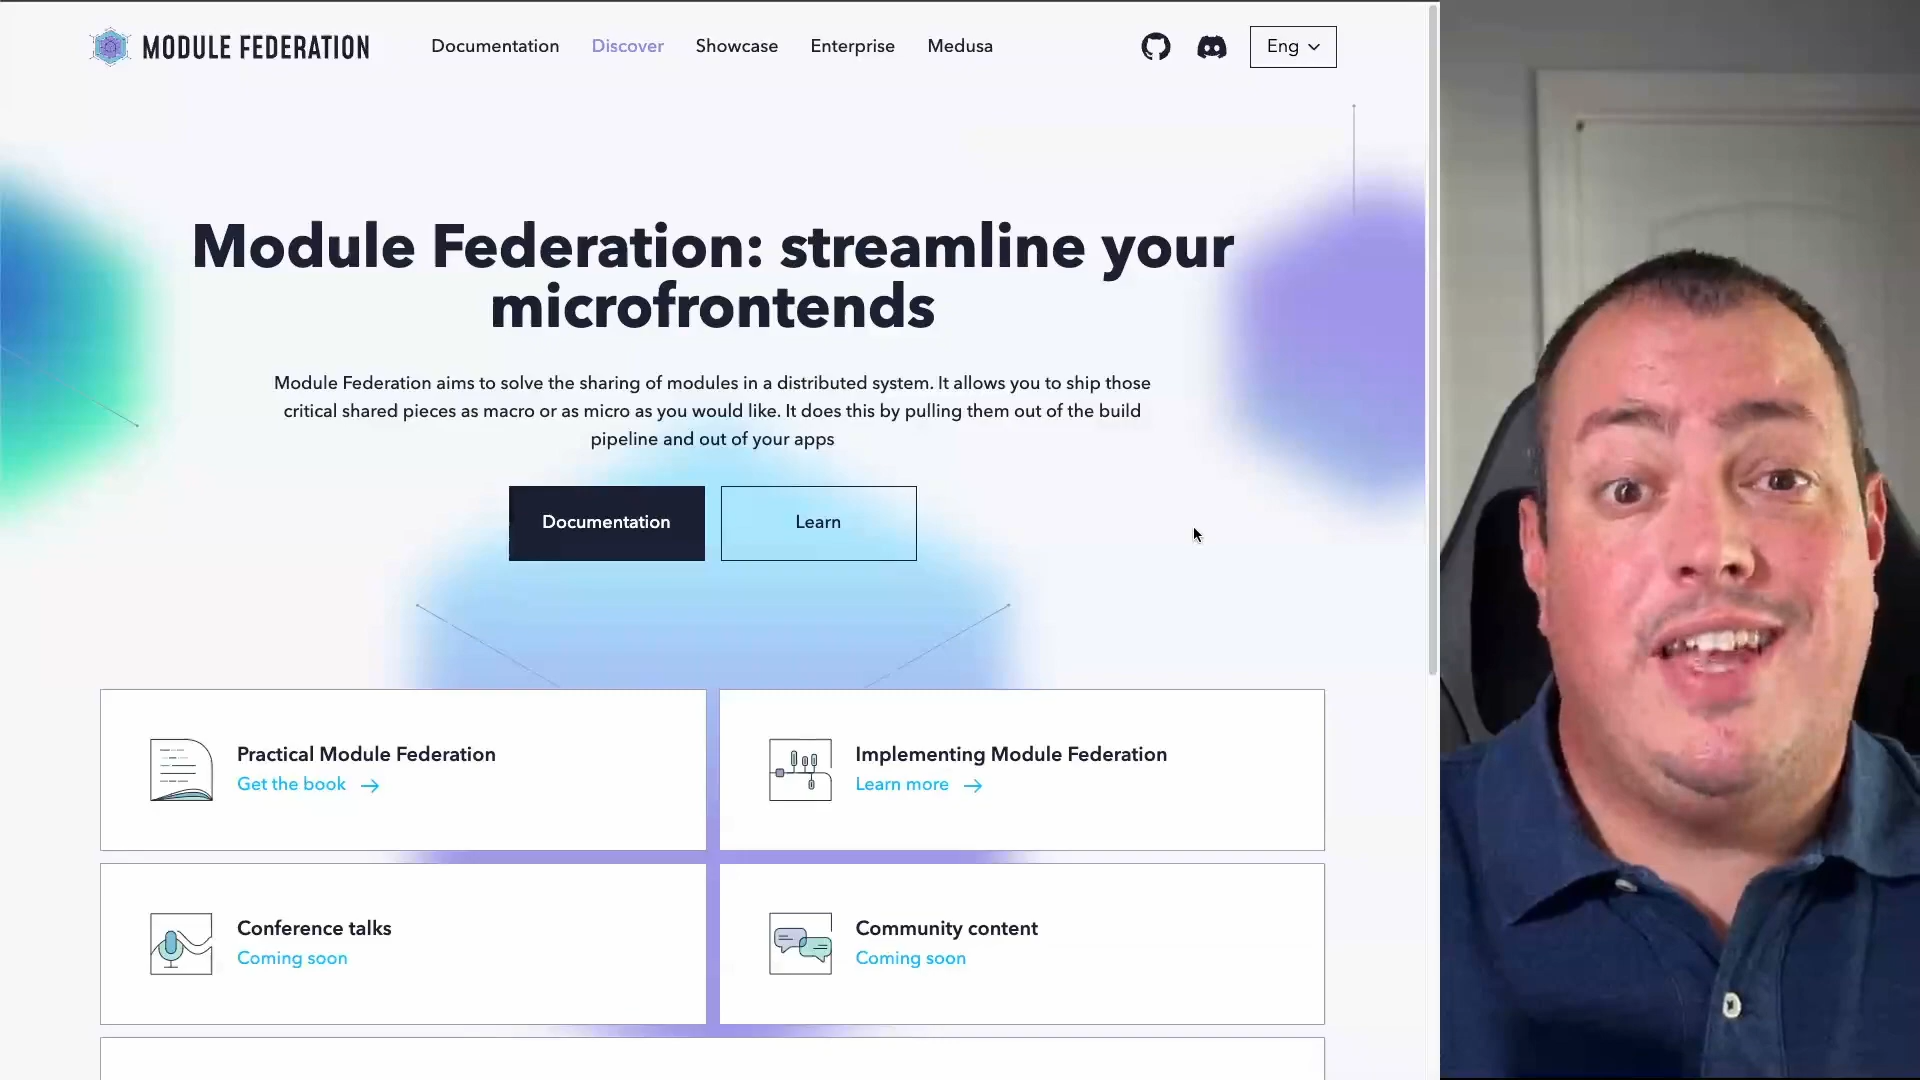 MODULE FEDERATION
Documentation
Discover
Showcase
Enterprise
Medusa
Eng
Module Federation: streamline your
microfrontends
Module Federation aims to solve the sharing of modules in a distributed system. It allows you to ship those
critical shared pieces as macro or as micro as you would like. It does this by pulling them out of the build
pipeline and out of your apps
Documentation
Learn
Practical Module Federation
Get the book
Implementing Module Federation
Learn more
Conference talks
Coming soon
Community content
Coming soon